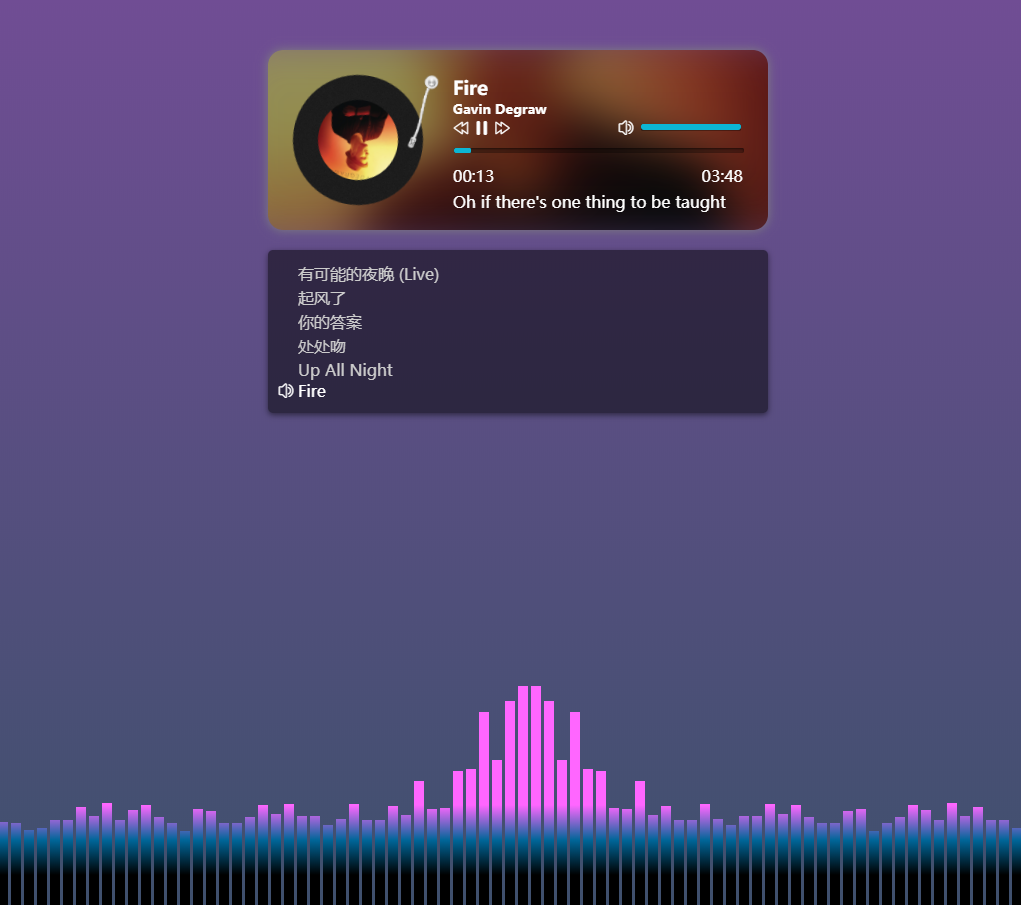 Fire
Gavin Degraw
00:13 03:48
Oh if there's one thing to be taught
有可能的夜晚 (Live)
起风了
你的答案
处处吻
Up All Night
Fire